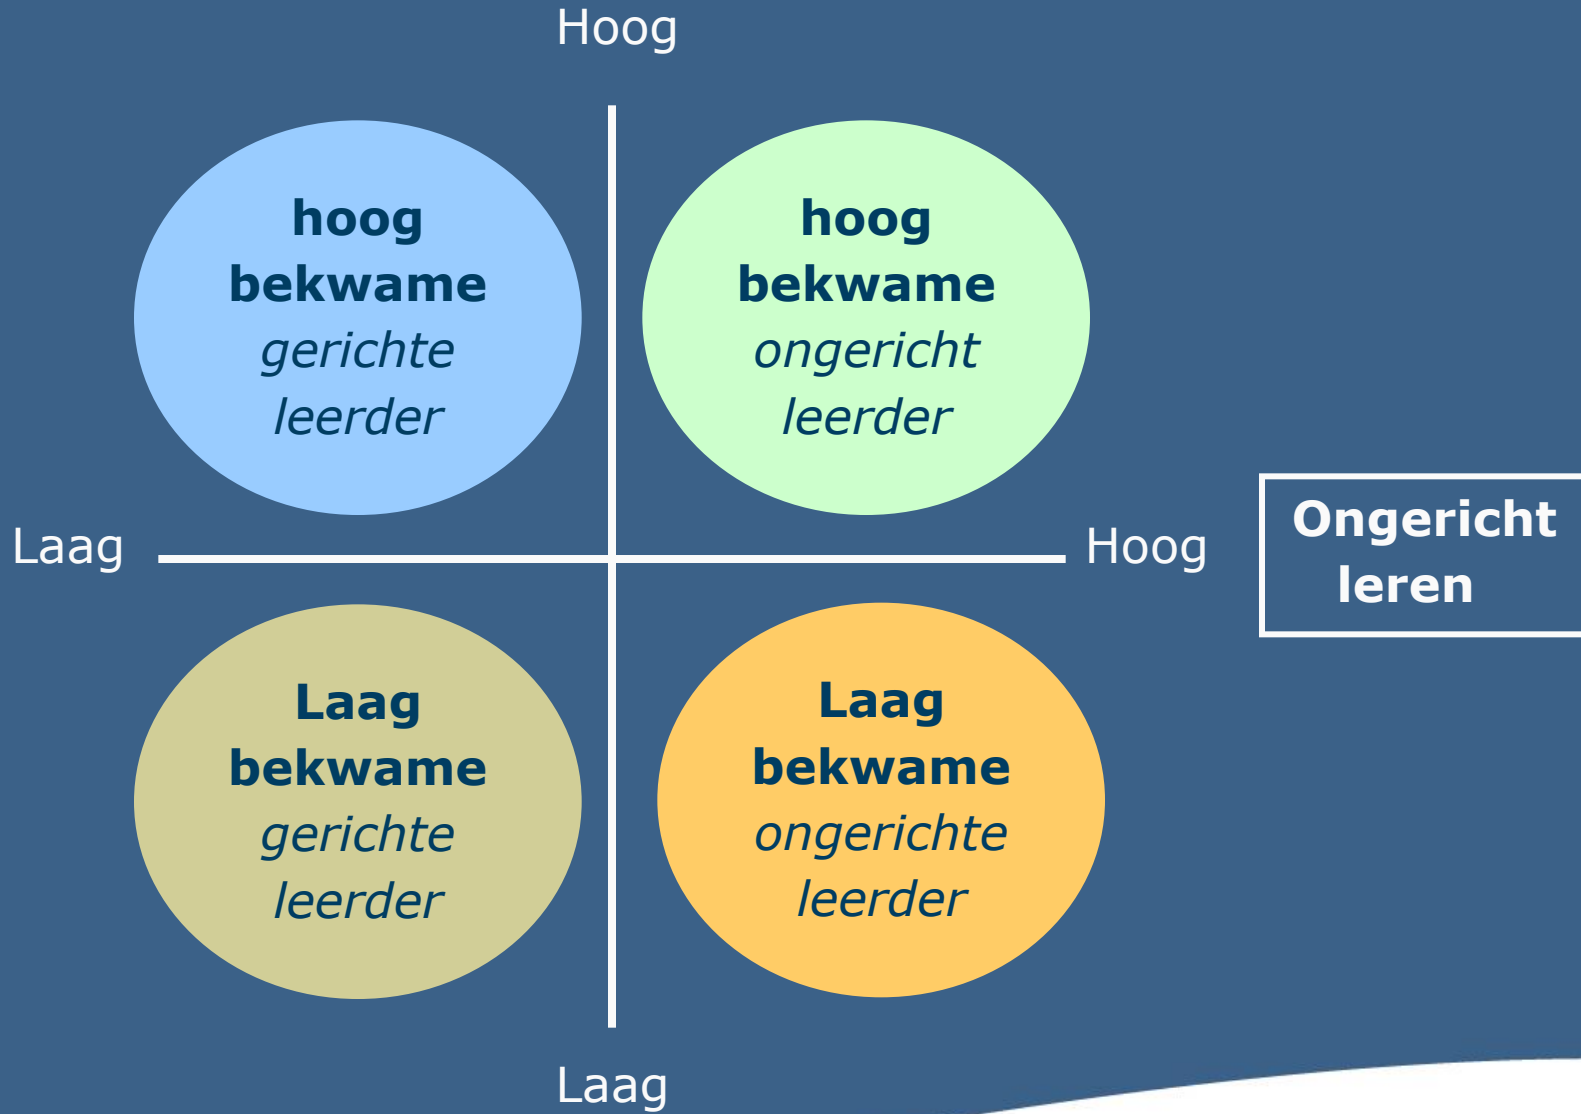 Hoog
hoog
bekwame
gerichte
leerder
hoog
bekwame
ongericht
leerder
Laag
Hoog
Ongericht
leren
Laag
bekwame
gerichte
leerder
Laag
bekwame
ongerichte
leerder
Laag